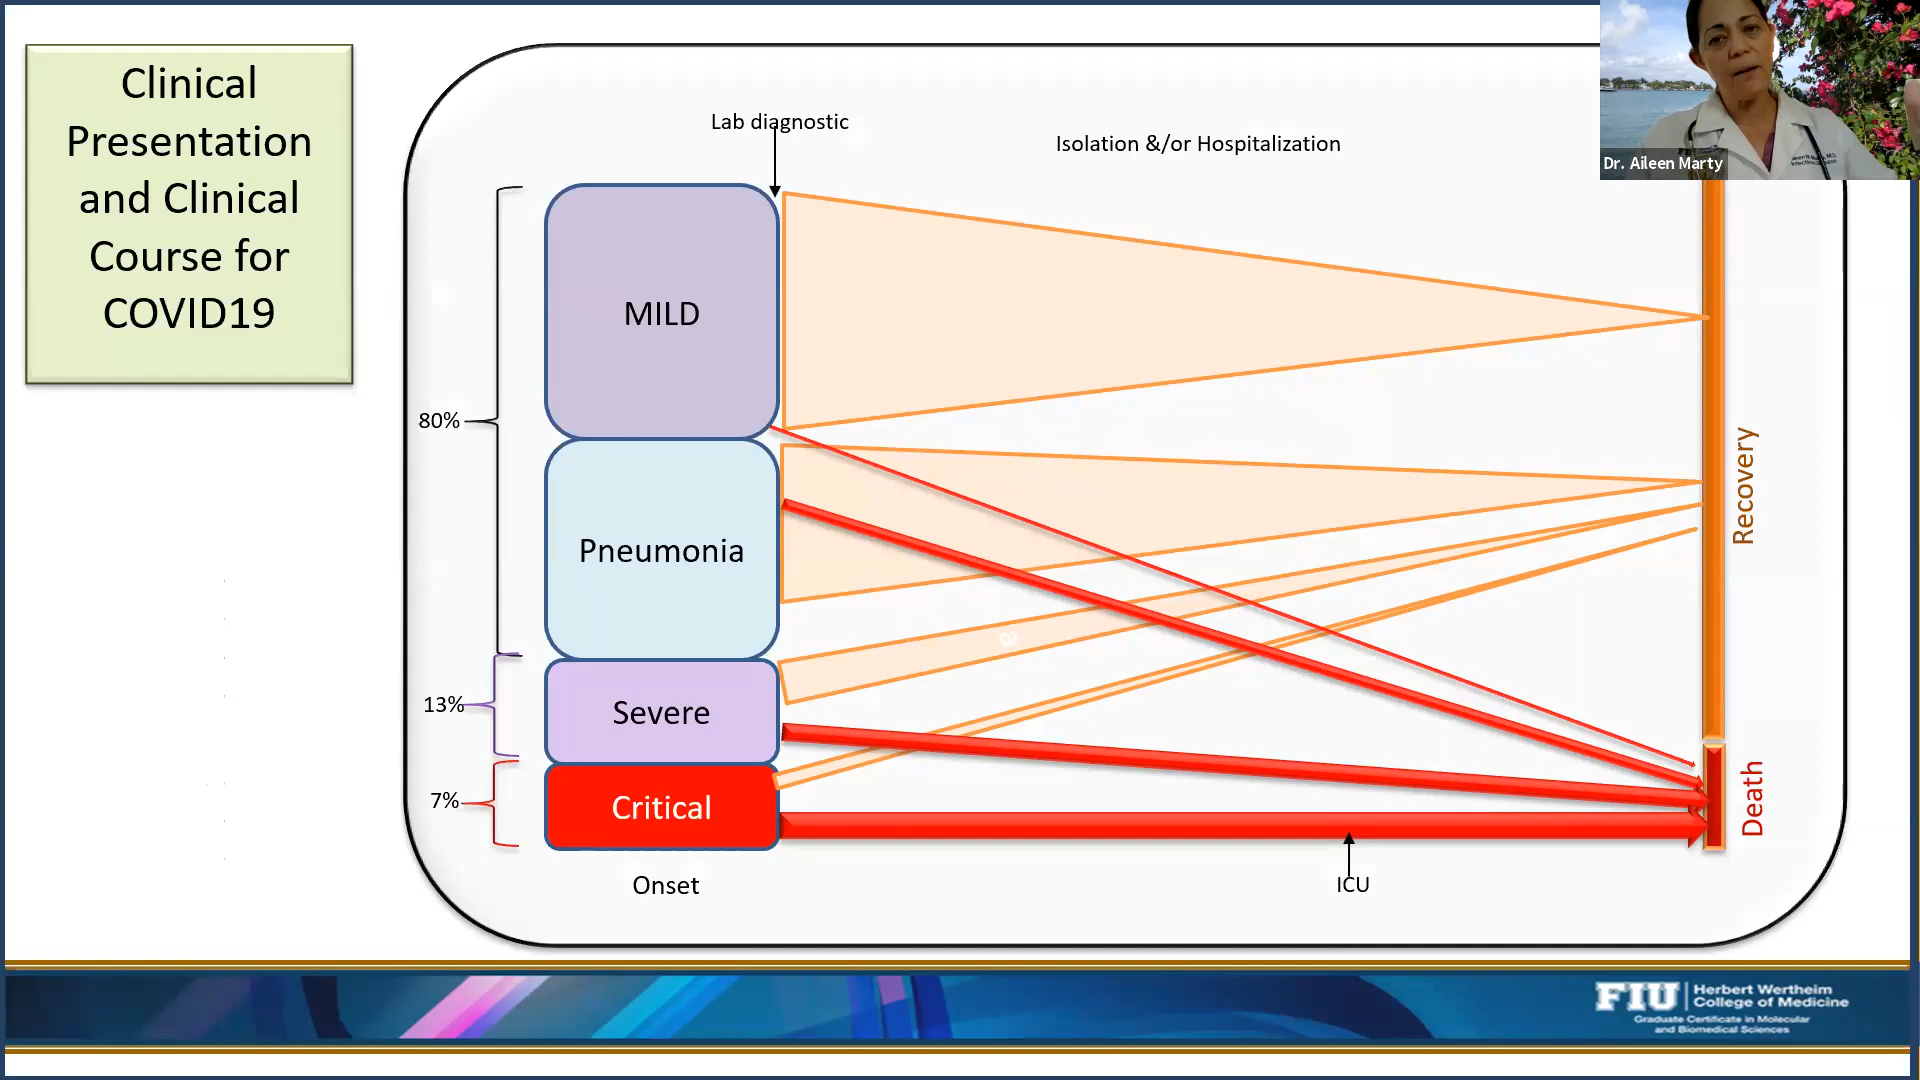 Clinical
Presentation
and Clinical
Course for
COVID19
Lab diagnostic
Isolation &/or Hospitalization
Dr. Aileen Marty
MILD
80%
Pneumonia
Recovery
13%
Severe
7%
Critical
Death
Onset
ICU
FIU
Herbert Wertheim
College of Medicine
Graduate Certificate in Molecular
and Biomedical Sciences